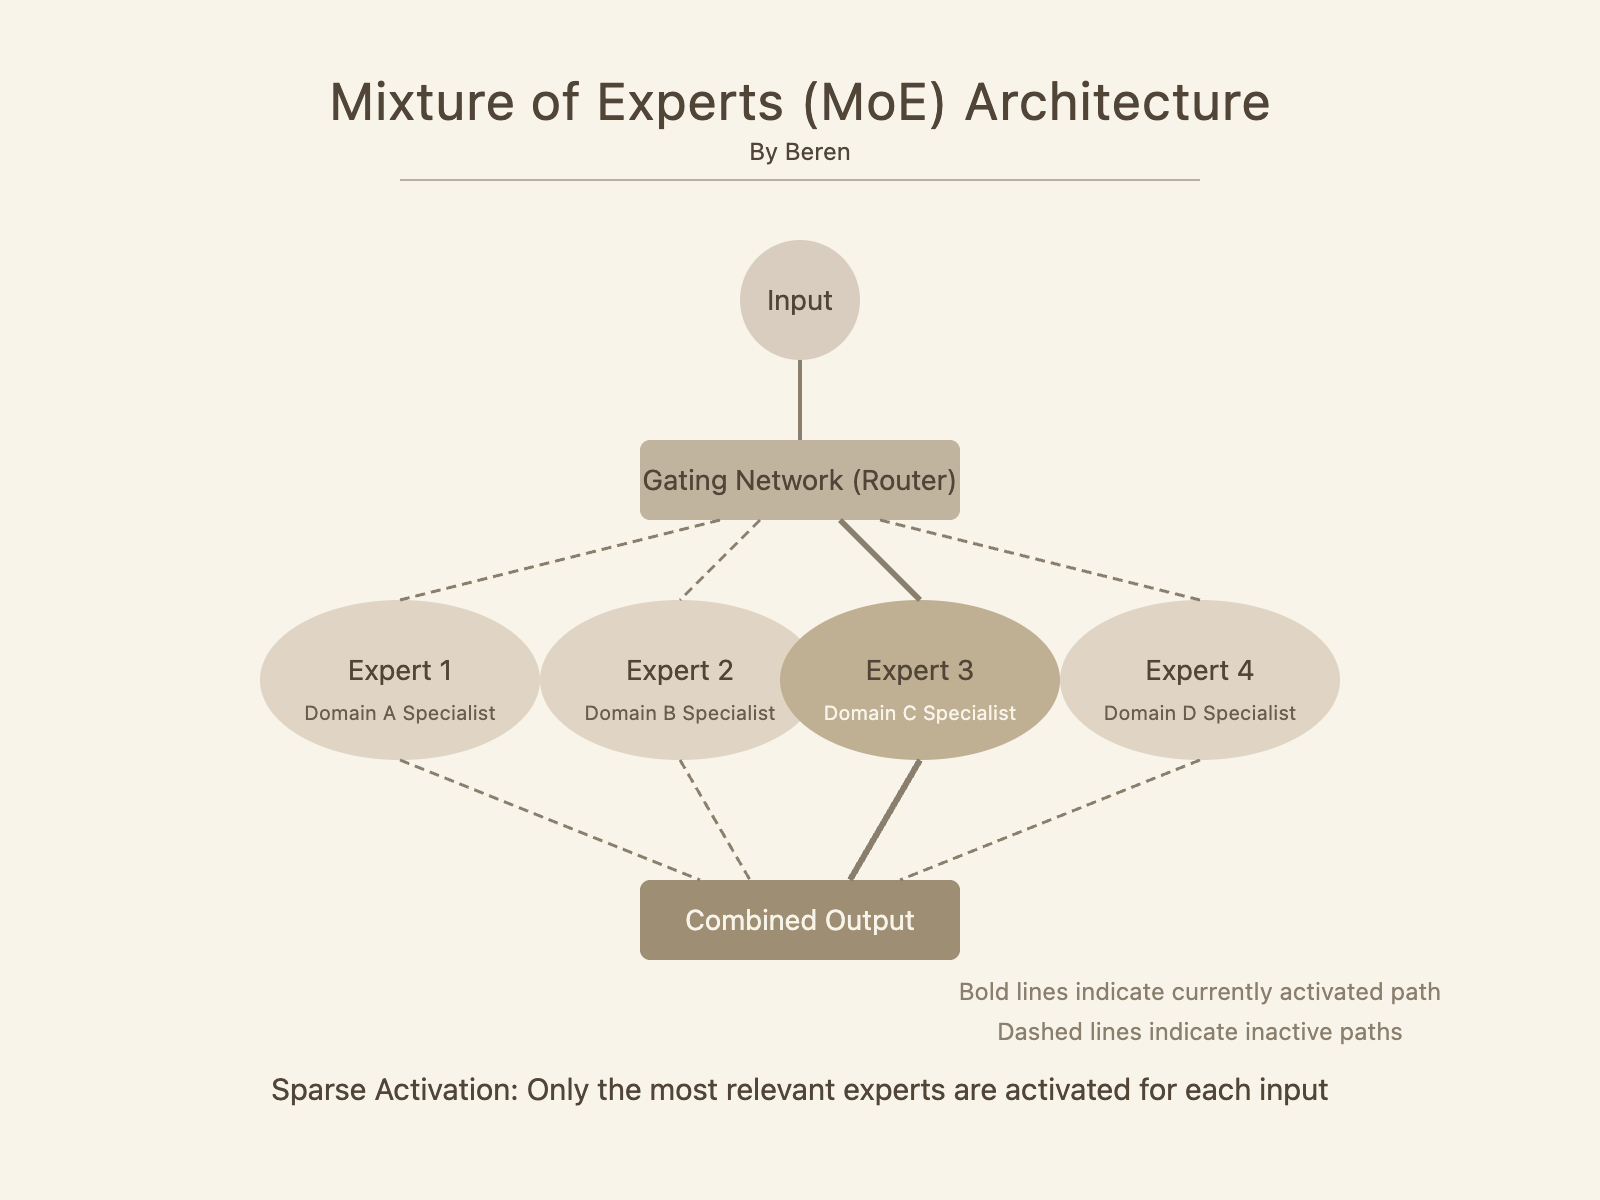 Mixture of Experts (MoE) Architecture
By Beren
Input
Gating Network (Router)
Expert 1
Domain A Specialist
Expert 2
Domain B Specialist
Expert 3
Domain C Specialist
Expert 4
Domain D Specialist
Combined Output
Bold lines indicate currently activated path
Dashed lines indicate inactive paths
Sparse Activation: Only the most relevant experts are activated for each input